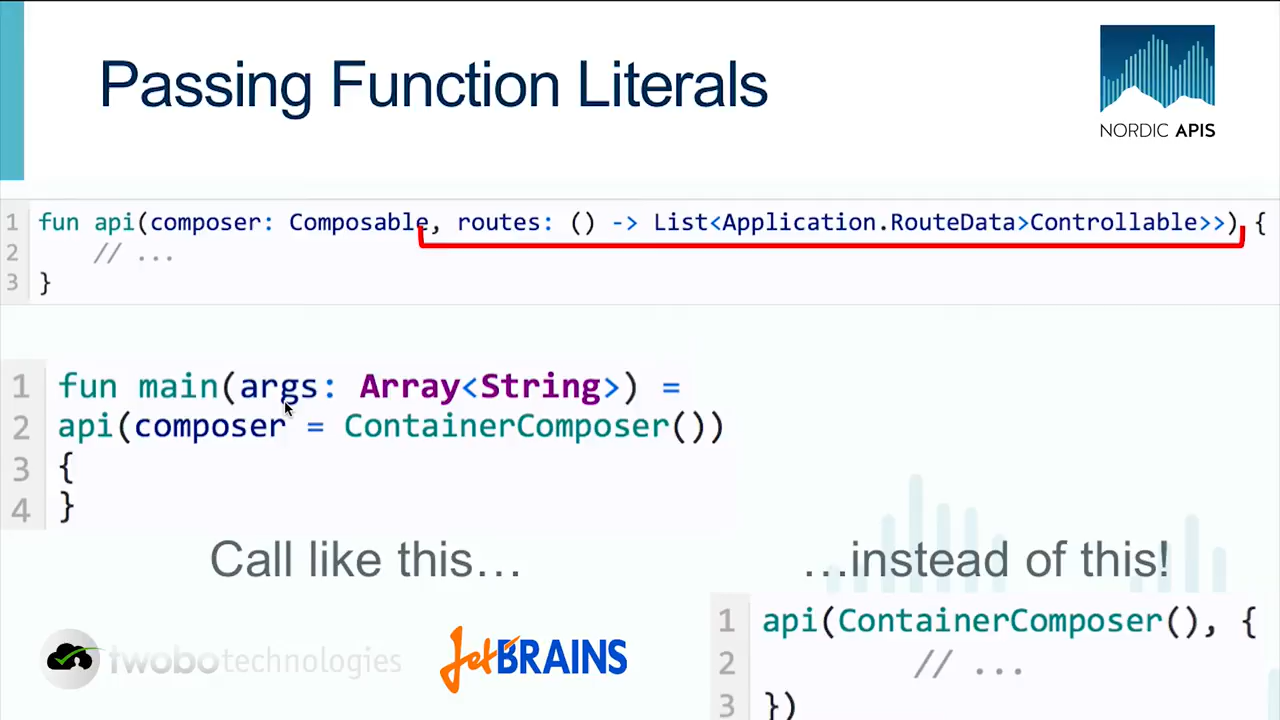 Passing Function Literals
NORDIC APIS
1 fun api(composer: Composable, routes: () -> List<Application.RouteData>Controllable>>) {
2 // ...
3 }
1 fun main(args: Array<String>) =
2 api(composer = ContainerComposer())
3 {
4 }
Call like this…
…instead of this!
1 api(ContainerComposer(), {
2 // ...
3 })
twobotechnologies
JetBRAINS